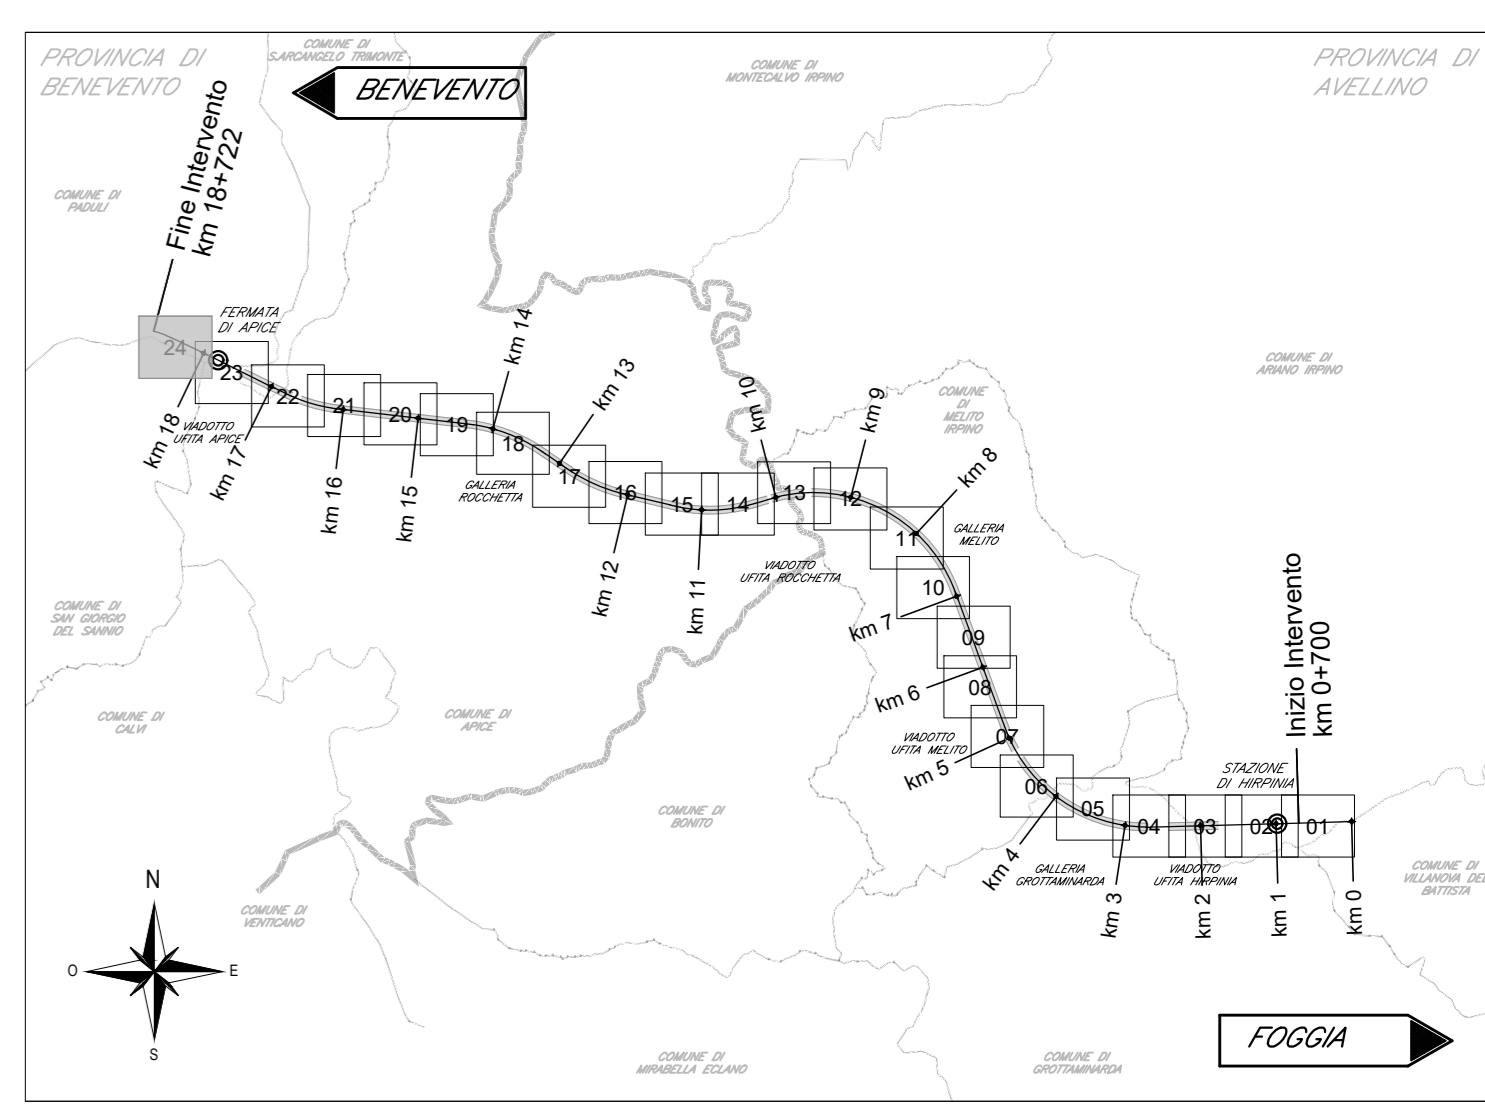 PROVINCIA DI
BENEVENTO
COMUNE DI
S.ARCANGELO TRIMONTE
BENEVENTO
COMUNE DI
MONTECALVO IRPINO
PROVINCIA DI
AVELLINO
Fine Intervento
km 18+722
COMUNE DI
PADULI
FERMATA
DI APICE
24
23
22
21
20
19
18
17
16
15
14
13
12
11
10
09
08
07
06
05
04
03
02
01
km 18
km 17
km 16
km 15
km 14
km 13
km 12
km 11
km 10
km 9
km 8
km 7
km 6
km 5
km 4
km 3
km 2
km 1
km 0
VIADOTTO
UFITA APICE
GALLERIA
ROCCHETTA
VIADOTTO
UFITA ROCCHETTA
GALLERIA
MELITO
COMUNE
DI
MELITO
IRPINO
COMUNE DI
ARIANO IRPINO
COMUNE DI
SAN GIORGIO
DEL SANNIO
COMUNE DI
CALVI
COMUNE DI
APICE
VIADOTTO
UFITA MELITO
Inizio Intervento
km 0+700
STAZIONE
DI HIRPINIA
COMUNE DI
BONITO
GALLERIA
GROTTAMINARDA
VIADOTTO
UFITA HIRPINIA
COMUNE DI
VILLANOVA DEL
BATTISTA
COMUNE DI
VENTICANO
N
O
E
S
COMUNE DI
MIRABELLA ECLANO
COMUNE DI
GROTTAMINARDA
FOGGIA